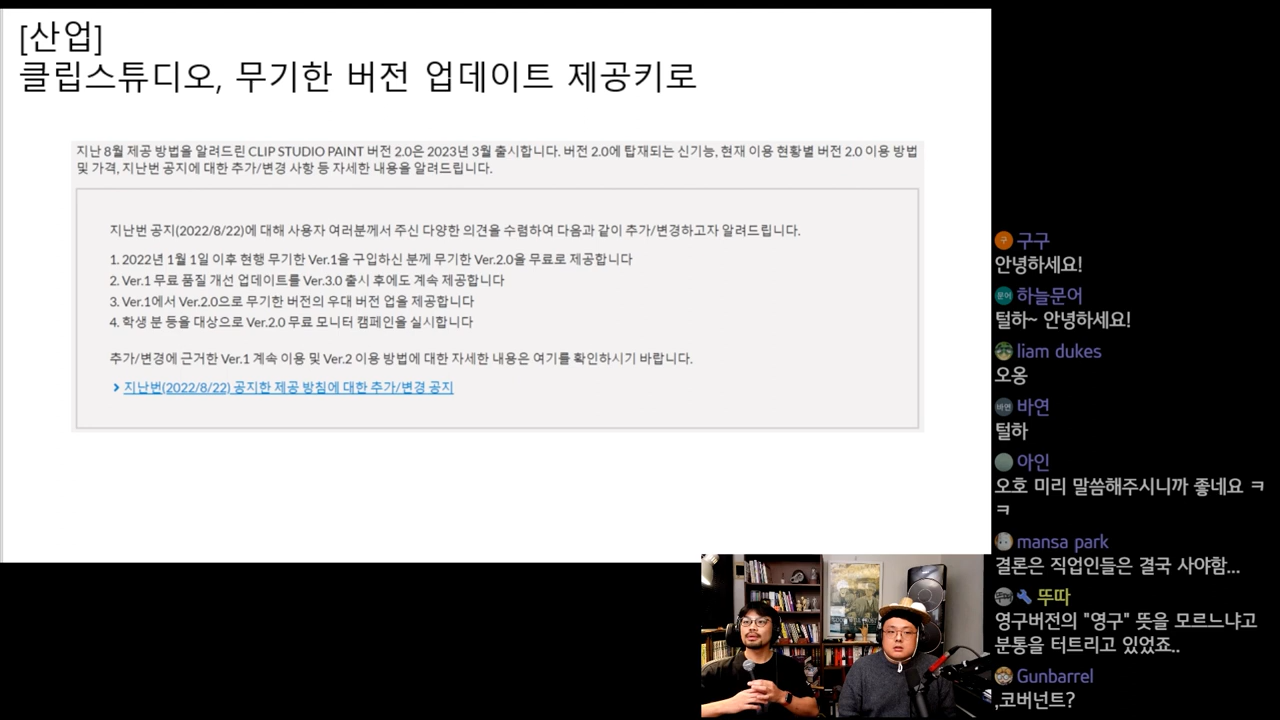 [산업]
클립스튜디오, 무기한 버전 업데이트 제공키로
지난 8월 제공 방법을 알려드린 CLIP STUDIO PAINT 버전 2.0은 2023년 3월 출시합니다. 버전 2.0에 탑재되는 신기능, 현재 이용 현황별 버전 2.0 이용 방법
및 가격, 지난번 공지에 대한 추가/변경 사항 등 자세한 내용을 알려드립니다.
지난번 공지(2022/8/22)에 대해 사용자 여러분께서 주신 다양한 의견을 수렴하여 다음과 같이 추가/변경하고자 알려드립니다.
1. 2022년 1월 1일 이후 현행 무기한 Ver.1을 구입하신 분께 무기한 Ver.2.0을 무료로 제공합니다
2. Ver.1 무료 품질 개선 업데이트를 Ver.3.0 출시 후에도 계속 제공합니다
3. Ver.1에서 Ver.2.0으로 무기한 버전의 우대 버전 업을 제공합니다
4. 학생 분 등을 대상으로 Ver.2.0 무료 모니터 캠페인을 실시합니다
추가/변경에 근거한 Ver.1 계속 이용 및 Ver.2 이용 방법에 대한 자세한 내용은 여기를 확인하시기 바랍니다.
지난번(2022/8/22) 공지한 제공 방침에 대한 추가/변경 공지
구 구구
안녕하세요!
문어 하늘문어
털하~ 안녕하세요!
liam dukes
오옹
바연 바연
털하
아인
오호 미리 말씀해주시니까 좋네요 ㅋ
ㅋ
mansa park
결론은 직업인들은 결국 사야함...
뚜따
영구버전의 "영구" 뜻을 모르느냐고
분통을 터트리고 있었죠..
Gunbarrel
,코버넌트?